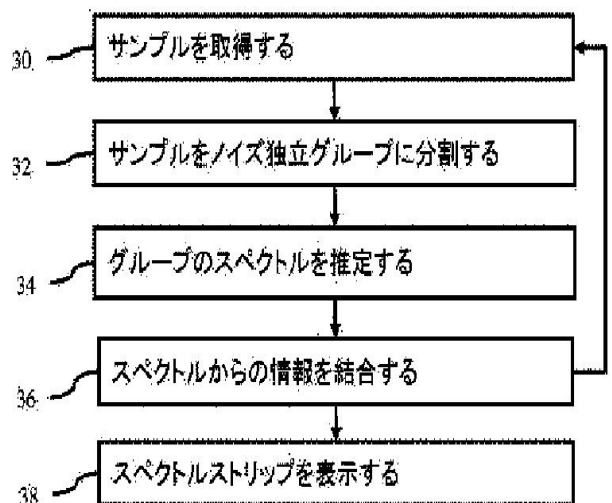 サンプルを取得する
30
サンプルをノイズ独立グループに分割する
32
グループのスペクトルを推定する
34
スペクトルからの情報を結合する
36
スペクトルストリップを表示する
38